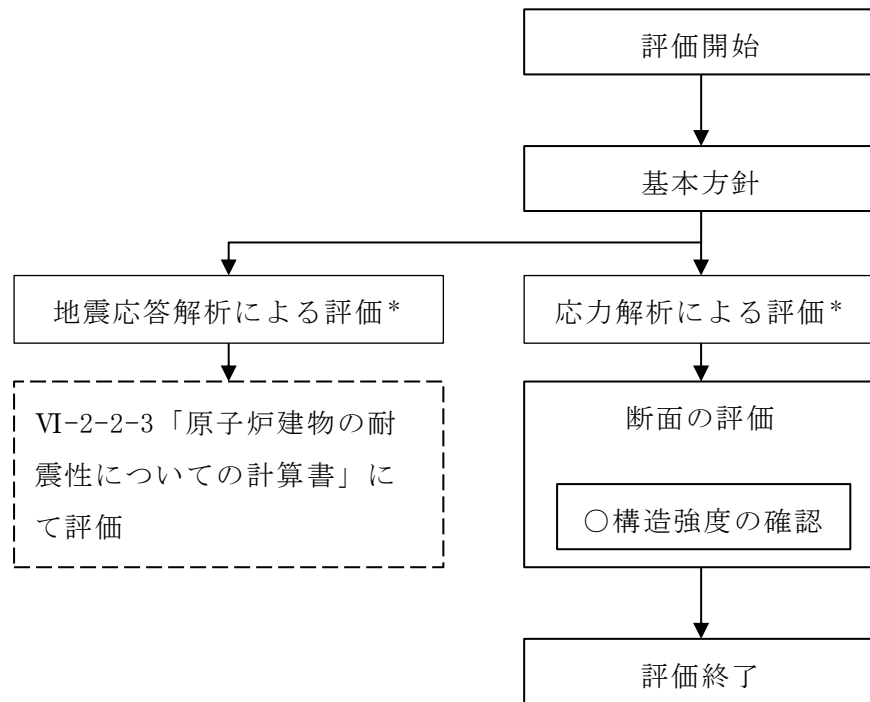 評価開始
基本方針
地震応答解析による評価*
応力解析による評価*
Ⅵ-2-2-3「原子炉建物の耐
震性についての計算書」に
て評価
断面の評価
○構造強度の確認
評価終了